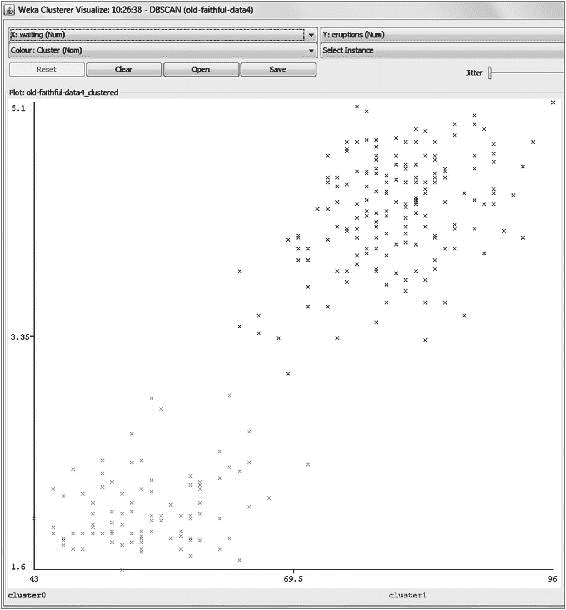 Weka Clusterer Visualize: 10:26:38 - DBSCAN (old-faithful-data4)
X: waiting (Num) Y: eruptions (Num)
Colour: Cluster (Nom) Select Instance
Reset Clear Open Save Jitter
Plot: old-faithful-data4_clustered
5.1
3.35
1.6
43 69.5 96
cluster0 cluster1